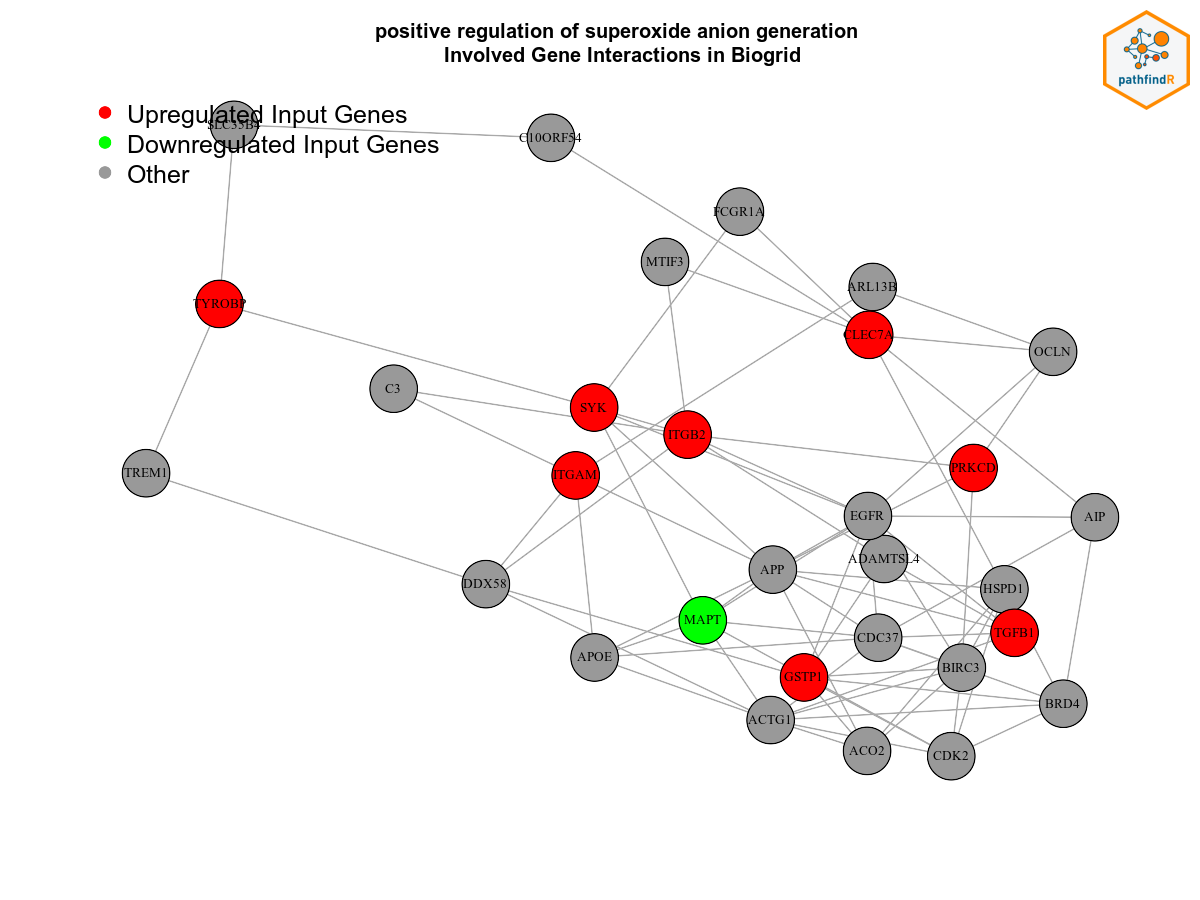 positive regulation of superoxide anion generation
Involved Gene Interactions in Biogrid
pathfindR
Upregulated Input Genes
SLC35B4
C10ORF54
Downregulated Input Genes
Other
FCGR1A
MTIF3
ARL13B
TYROBP
CLEC7A
OCLN
C3
SYK
ITGB2
TREM1
ITGAM
PRKCD
EGFR
AIP
ADAMTSL4
APP
DDX58
HSPD1
MAPT
TGFB1
CDC37
APOE
BIRC3
GSTP1
BRD4
ACTG1
ACO2
CDK2